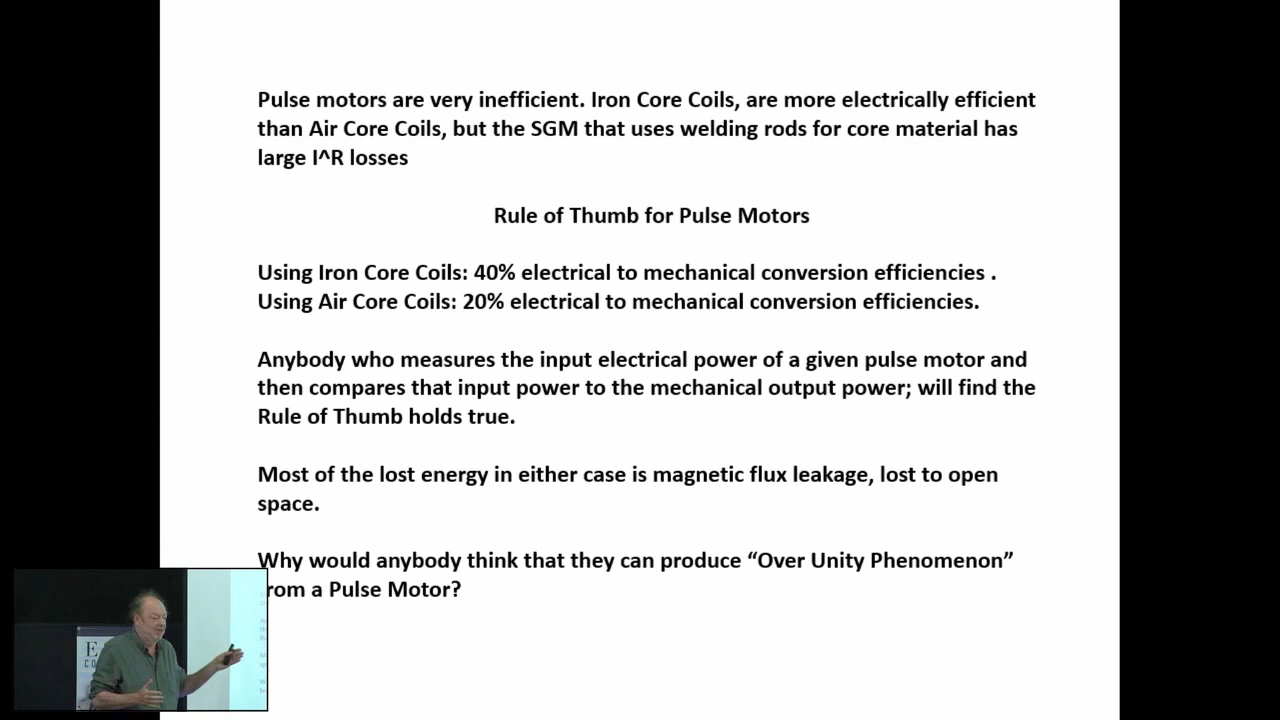 Pulse motors are very inefficient. Iron Core Coils, are more electrically efficient
than Air Core Coils, but the SGM that uses welding rods for core material has
large I^R losses
Rule of Thumb for Pulse Motors
Using Iron Core Coils: 40% electrical to mechanical conversion efficiencies .
Using Air Core Coils: 20% electrical to mechanical conversion efficiencies.
Anybody who measures the input electrical power of a given pulse motor and
then compares that input power to the mechanical output power; will find the
Rule of Thumb holds true.
Most of the lost energy in either case is magnetic flux leakage, lost to open
space.
Why would anybody think that they can produce “Over Unity Phenomenon”
rom a Pulse Motor?